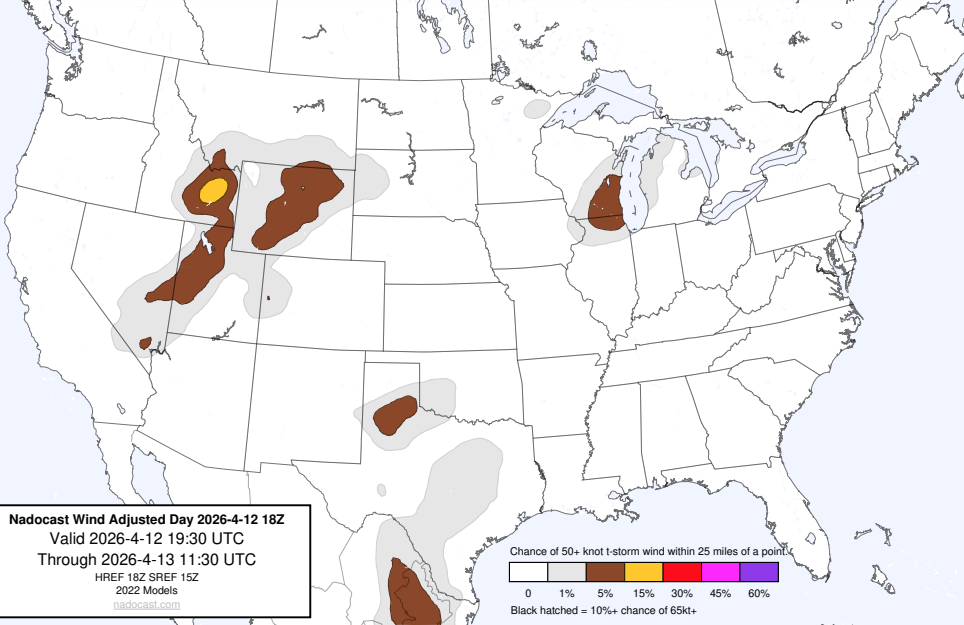 Nadocast Wind Adjusted Day 2026-4-12 18Z
Valid 2026-4-12 19:30 UTC
Through 2026-4-13 11:30 UTC
HREF 18Z SREF 15Z
2022 Models
nadocast.com
Chance of 50+ knot t-storm wind within 25 miles of a point.
0 1% 5% 15% 30% 45% 60%
Black hatched = 10%+ chance of 65kt+